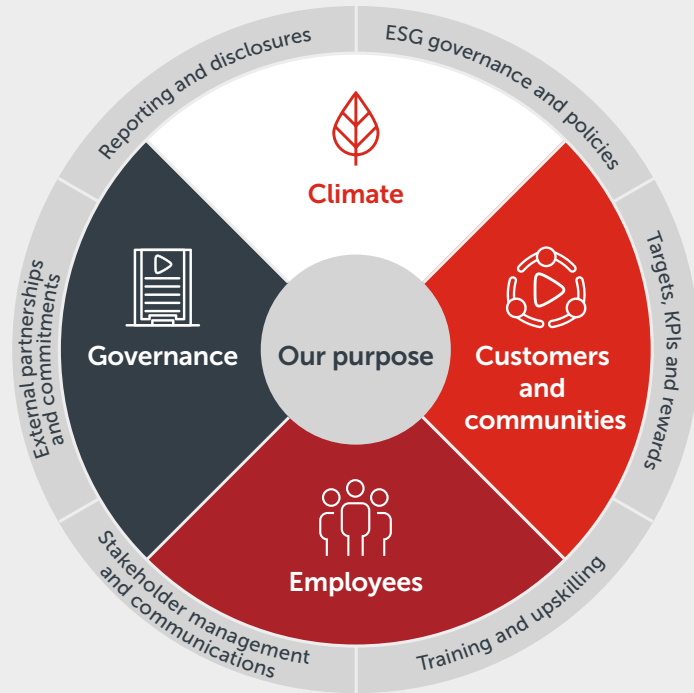 Reporting and disclosures
ESG governance and policies
Targets, KPIs and rewards
Training and upskilling
Stakeholder management
and communications
External partnerships
and commitments
Climate
Governance
Our purpose
Customers
and
communities
Employees